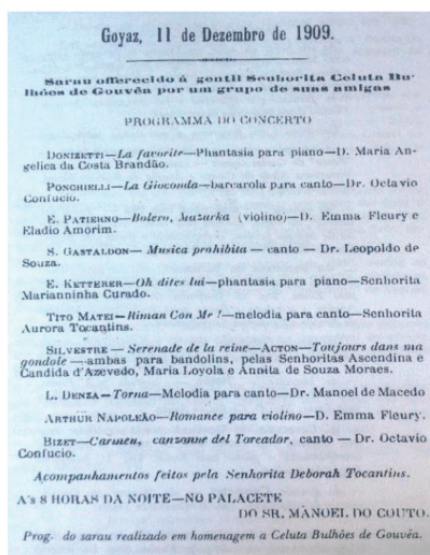 Goyaz, 11 de Dezembro de 1909.
Sarau offerecido á gentil Senhorita Celuta Bu-
lhões de Gouvêa por um grupo de suas amigas
PROGRAMMA DO CONCERTO
DONIZETTI—La favorite—Phantasia para piano—D. Maria An-
gelica da Costa Brandão.
PONCHIELLI—La Gioconda—barcarola para canto—Dr. Octavio
Confucio.
E. PATIERNO—Bolero, Mazurka (violino)—D. Emma Fleury e
Eladio Amorim.
S. GASTALDON—Musica prohibita — canto — Dr. Leopoldo de
Souza.
E. KETTERER—Oh dites lui—phantasia para piano—Senhorita
Marianninha Curado.
TITO MATEI—Riman Con Me !—melodia para canto—Senhorita
Aurora Tocantins.
SILVESTRE — Serenade de la reine—ACTON—Toujours dans ma
gondole —ambas para bandolins, pelas Senhoritas Ascendina e
Candida d'Azevedo, Maria Loyola e Annita de Souza Moraes.
L. DENZA—Torna—Melodia para canto—Dr. Manoel de Macedo
ARTHUR NAPOLEÃO—Romance para violino—D. Emma Fleury.
BIZET—Carmen, canzonne del Toreador, canto — Dr. Octavio
Confucio.
Acompanhamentos feitos pela Senhorita Deborah Tocantins.
A's 8 HORAS DA NOITE—NO PALACETE
DO SR. MANOEL DO COUTO.
Prog. do sarau realizado em homenagem a Celuta Bulhões de Gouvêa.